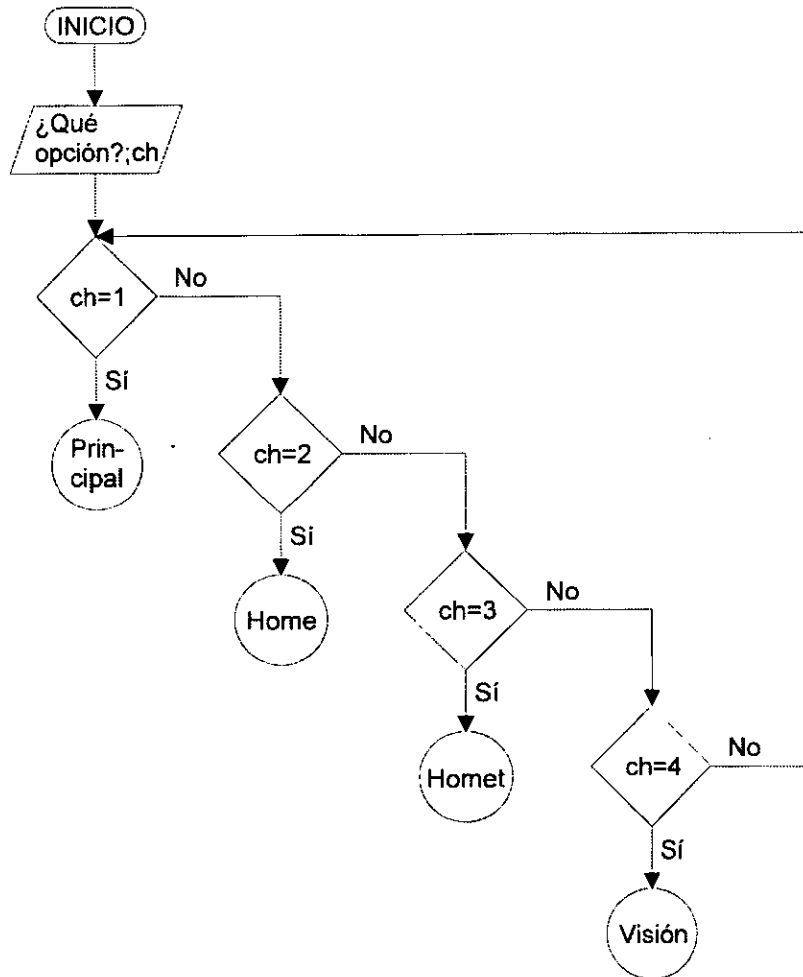 INICIO
¿Qué
opción?;ch
ch=1
No
Sí
Prin-
cipal
ch=2
No
Sí
Home
ch=3
No
Sí
Homet
ch=4
No
Sí
Visión